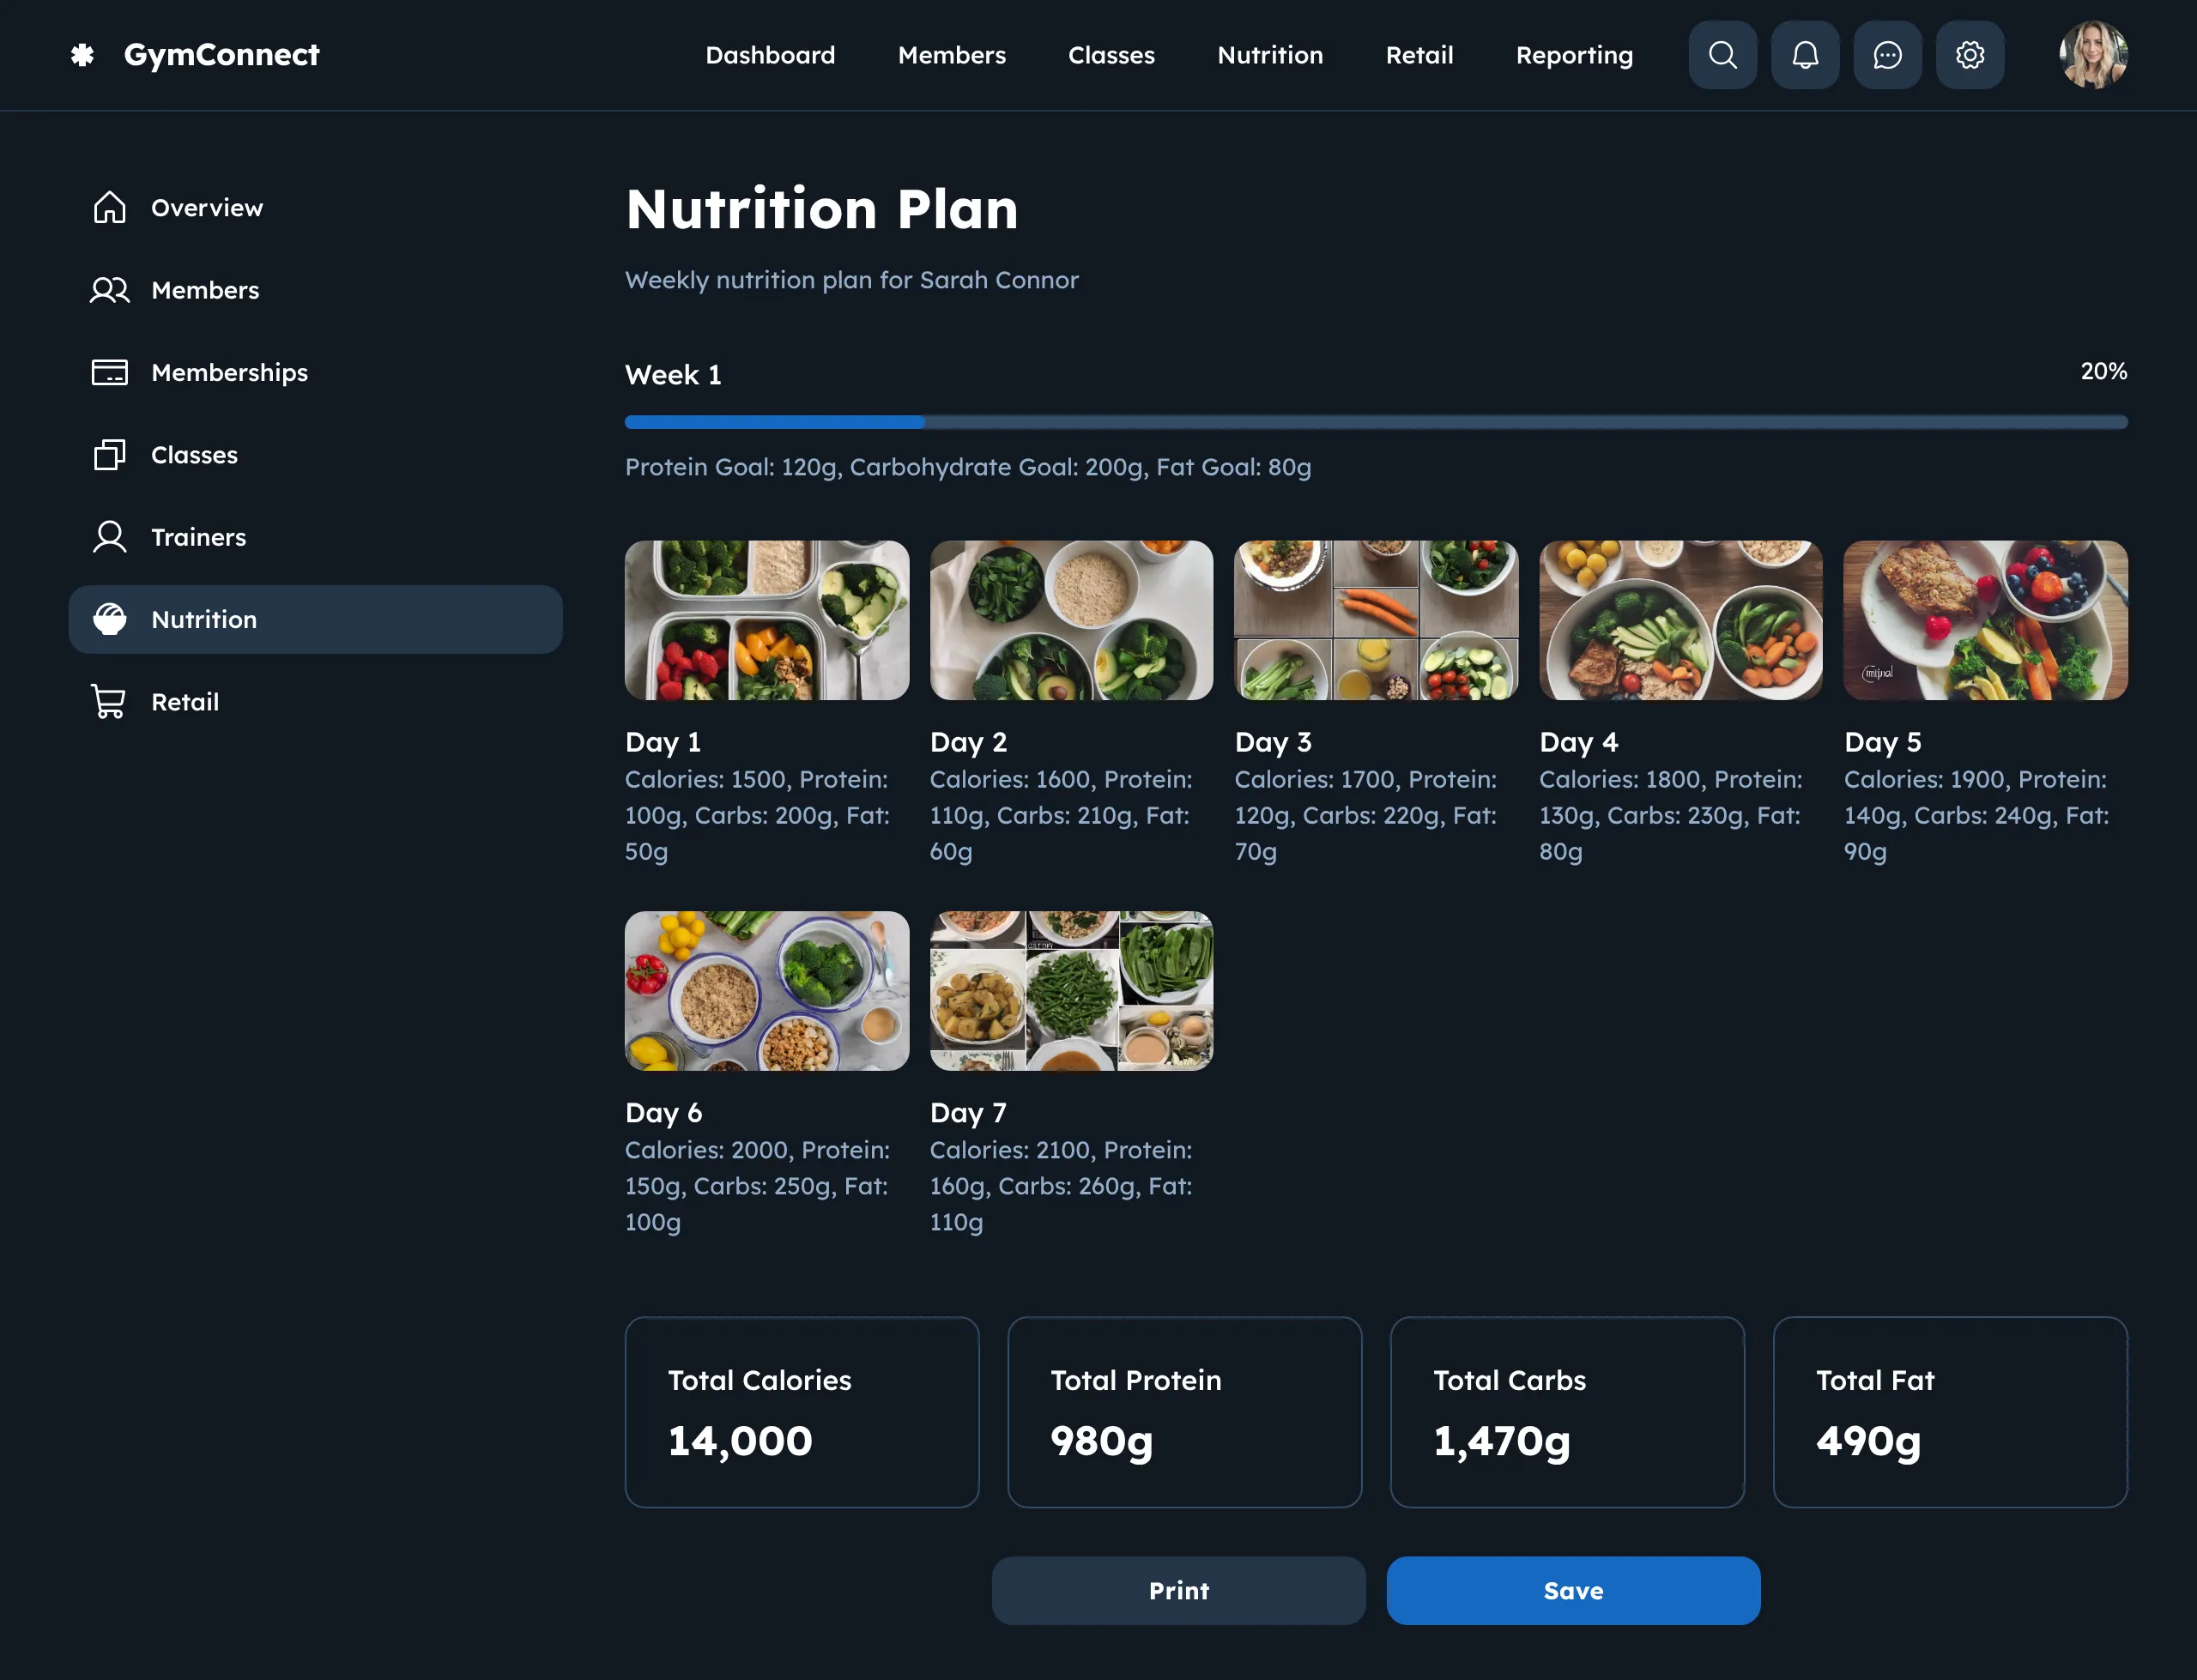 GymConnect
Dashboard
Members
Classes
Nutrition
Retail
Reporting
Overview
Members
Memberships
Classes
Trainers
Nutrition
Retail
Nutrition Plan
Weekly nutrition plan for Sarah Connor
Week 1
20%
Protein Goal: 120g, Carbohydrate Goal: 200g, Fat Goal: 80g
Day 1
Calories: 1500, Protein:
100g, Carbs: 200g, Fat:
50g
Day 2
Calories: 1600, Protein:
110g, Carbs: 210g, Fat:
60g
Day 3
Calories: 1700, Protein:
120g, Carbs: 220g, Fat:
70g
Day 4
Calories: 1800, Protein:
130g, Carbs: 230g, Fat:
80g
Day 5
Calories: 1900, Protein:
140g, Carbs: 240g, Fat:
90g
Day 6
Calories: 2000, Protein:
150g, Carbs: 250g, Fat:
100g
Day 7
Calories: 2100, Protein:
160g, Carbs: 260g, Fat:
110g
Total Calories
14,000
Total Protein
980g
Total Carbs
1,470g
Total Fat
490g
Print
Save